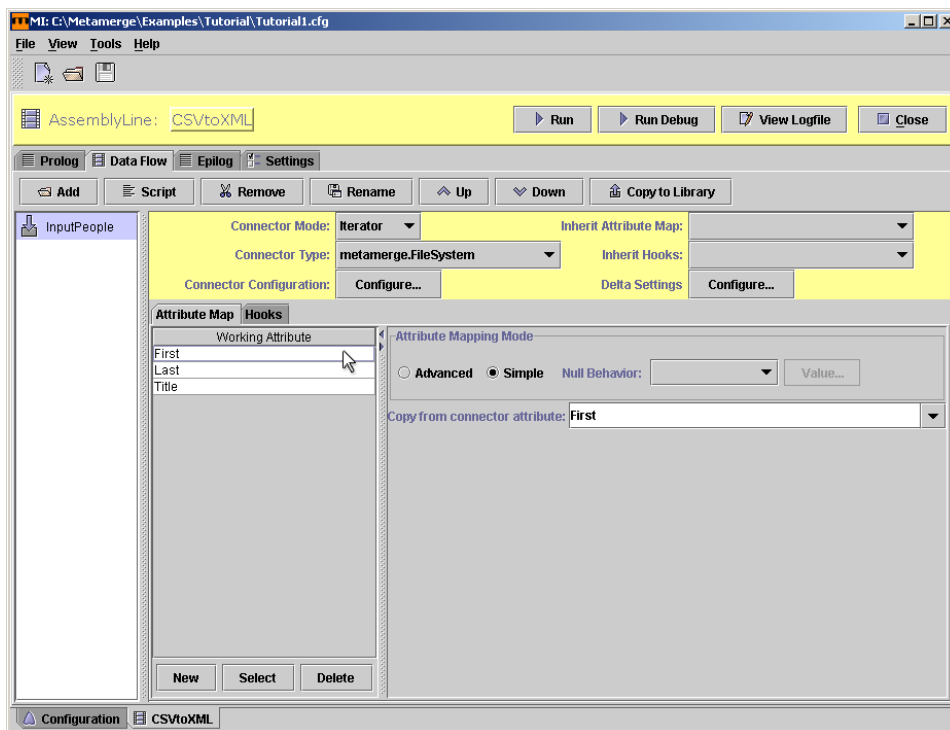 MI: C:\Metamerge\Examples\Tutorial\Tutorial1.cfg
File View Tools Help
AssemblyLine: CSVtoXML Run Run Debug View Logfile Close
Prolog Data Flow Epilog Settings
Add Script Remove Rename Up Down Copy to Library
InputPeople
Connector Mode: Iterator Inherit Attribute Map:
Connector Type: metamerge.FileSystem Inherit Hooks:
Connector Configuration: Configure... Delta Settings Configure...
Attribute Map Hooks
Working Attribute
First
Last
Title
Attribute Mapping Mode
Advanced Simple Null Behavior: Value...
Copy from connector attribute: First
New Select Delete
Configuration CSVtoXML